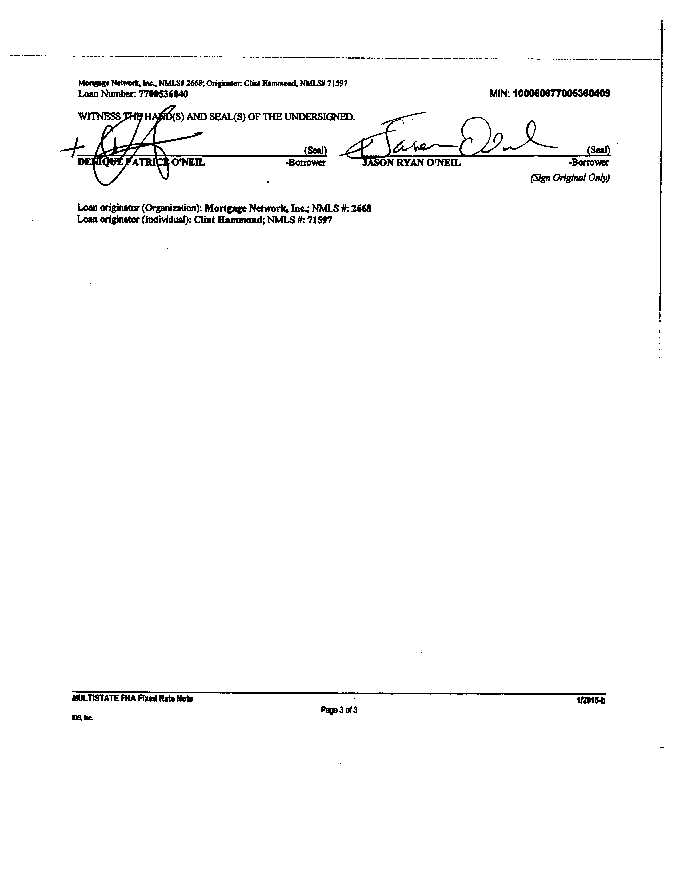 Mortgage Network, Inc., NMLS# 2668; Originator: Clint Hammond, NMLS# 71597
Loan Number: 7700536040 MIN: 100060877005360409
WITNESS THE HAND(S) AND SEAL(S) OF THE UNDERSIGNED.
Jason
(Seal) (Seal)
PATRICE O'NEIL -Borrower JASON RYAN O'NEIL -Borrower
(Sign Original Only)
Loan originator (Organization): Mortgage Network, Inc.; NMLS #: 2668
Loan originator (Individual): Clint Hammond; NMLS #: 71597
MULTISTATE FHA Fixed Rate Note 1/2015-b
Page 3 of 3
IDS, Inc.